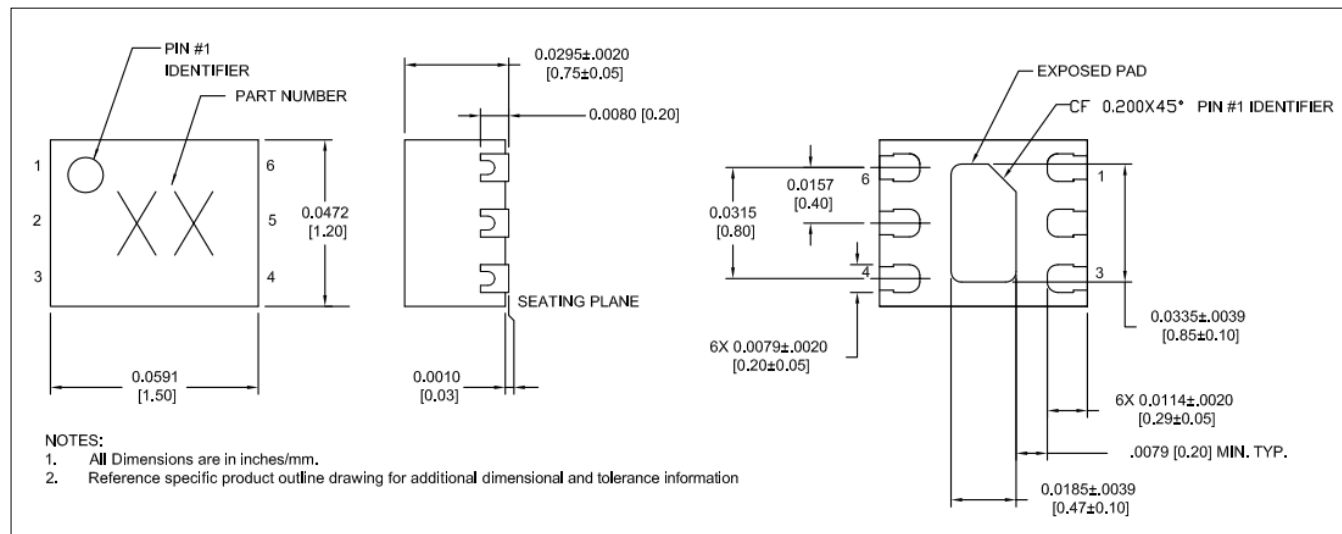 PIN #1
IDENTIFIER
PART NUMBER
1
2
3
6
5
4
XX
0.0472
[1.20]
0.0591
[1.50]
0.0295±.0020
[0.75±0.05]
0.0080 [0.20]
SEATING PLANE
0.0010
[0.03]
EXPOSED PAD
CF 0.200X45° PIN #1 IDENTIFIER
6
4
1
3
0.0157
[0.40]
0.0315
[0.80]
6X 0.0079±.0020
[0.20±0.05]
0.0335±.0039
[0.85±0.10]
6X 0.0114±.0020
[0.29±0.05]
.0079 [0.20] MIN. TYP.
0.0185±.0039
[0.47±0.10]
NOTES:
1. All Dimensions are in inches/mm.
2. Reference specific product outline drawing for additional dimensional and tolerance information